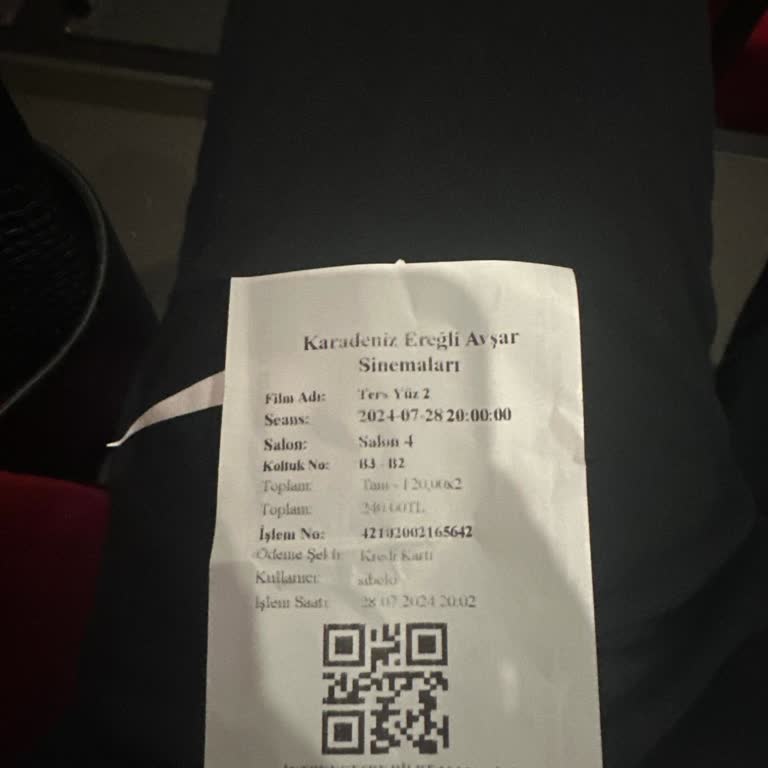 Karadeniz Ereğli Avşar
Sinemaları
Film Adı: Ters Yüz 2
Seans: 2024-07-28 20:00:00
Salon: Salon 4
Koltuk No: B3 - B2
Toplam: Tam - 120,00x2
Toplam: 240.00TL
İşlem No: 42102002165642
Ödeme Şekli: Kredi Kartı
Kullanıcı:
İşlem Saati: 28.07.2024 20:02